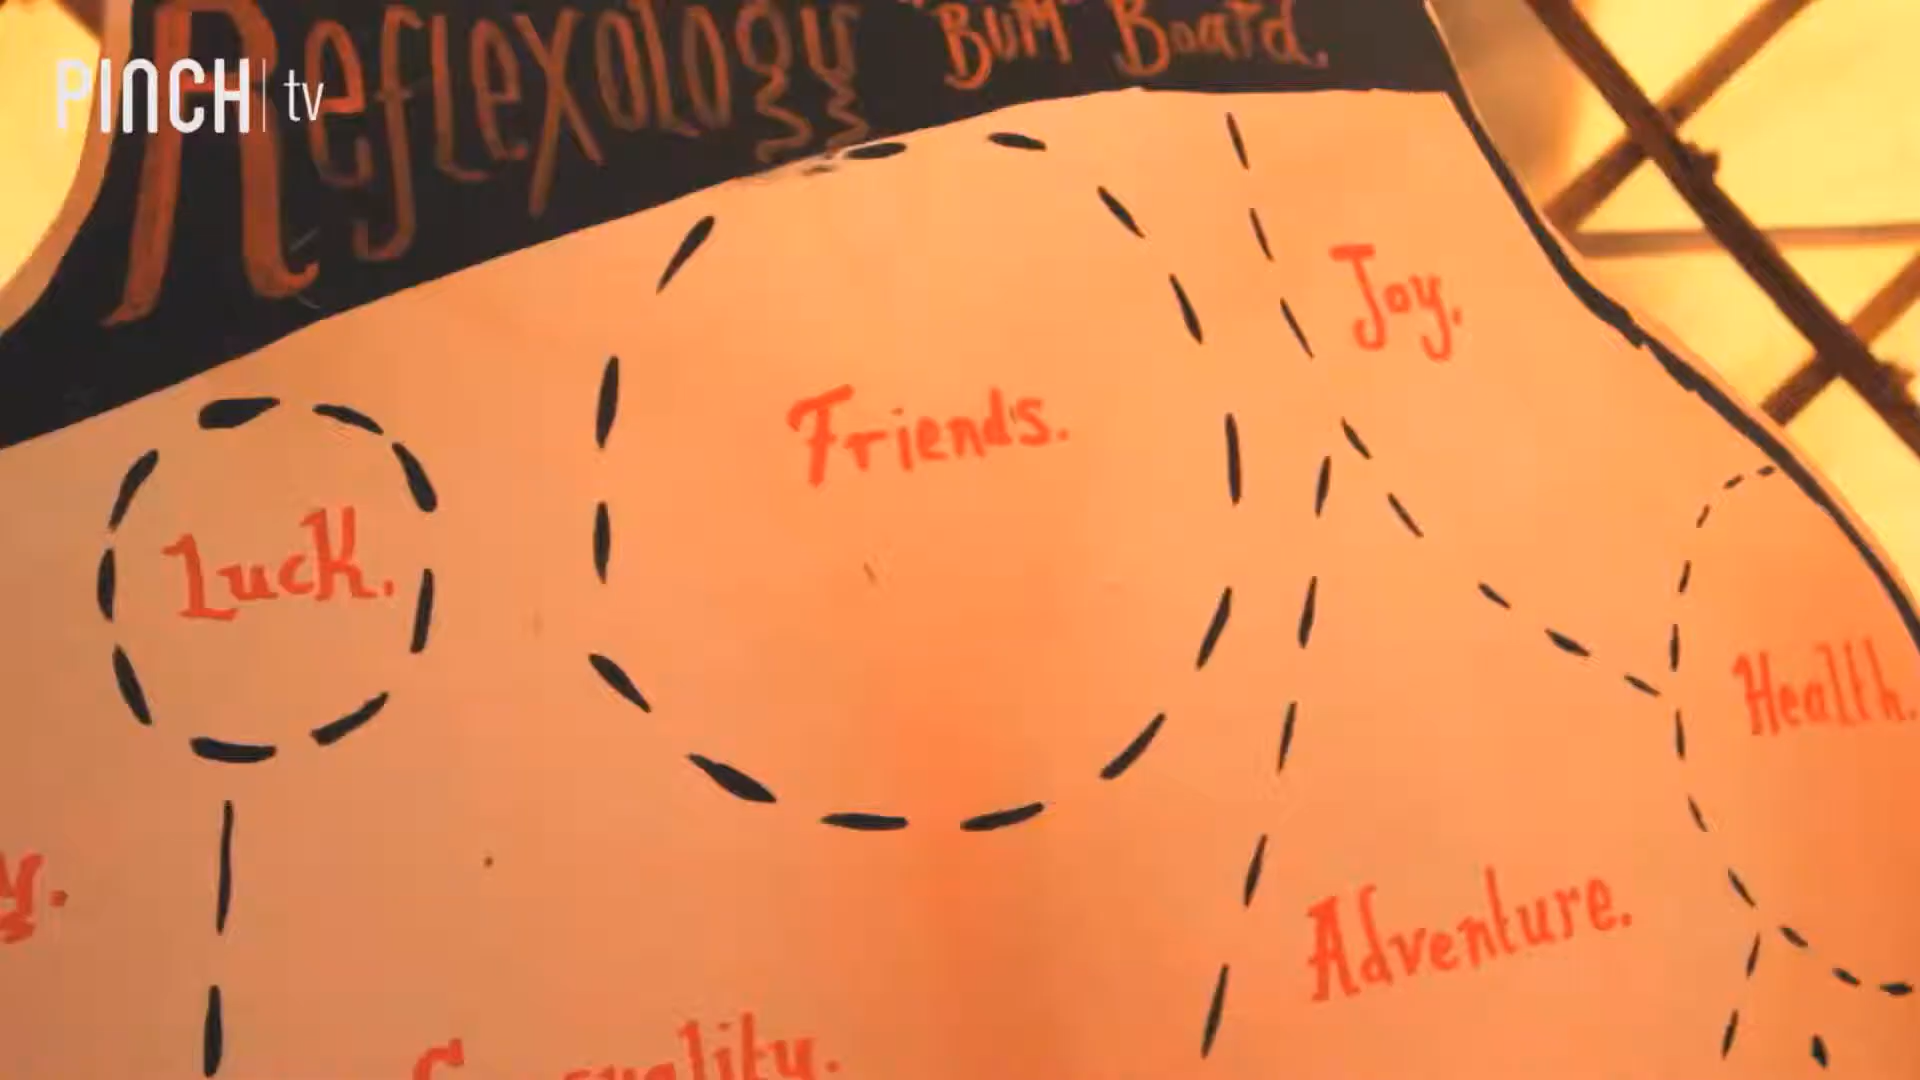 Reflexology "BUM" Board.
PINCH tv
Joy.
Friends.
Luck.
Health.
y.
Adventure.